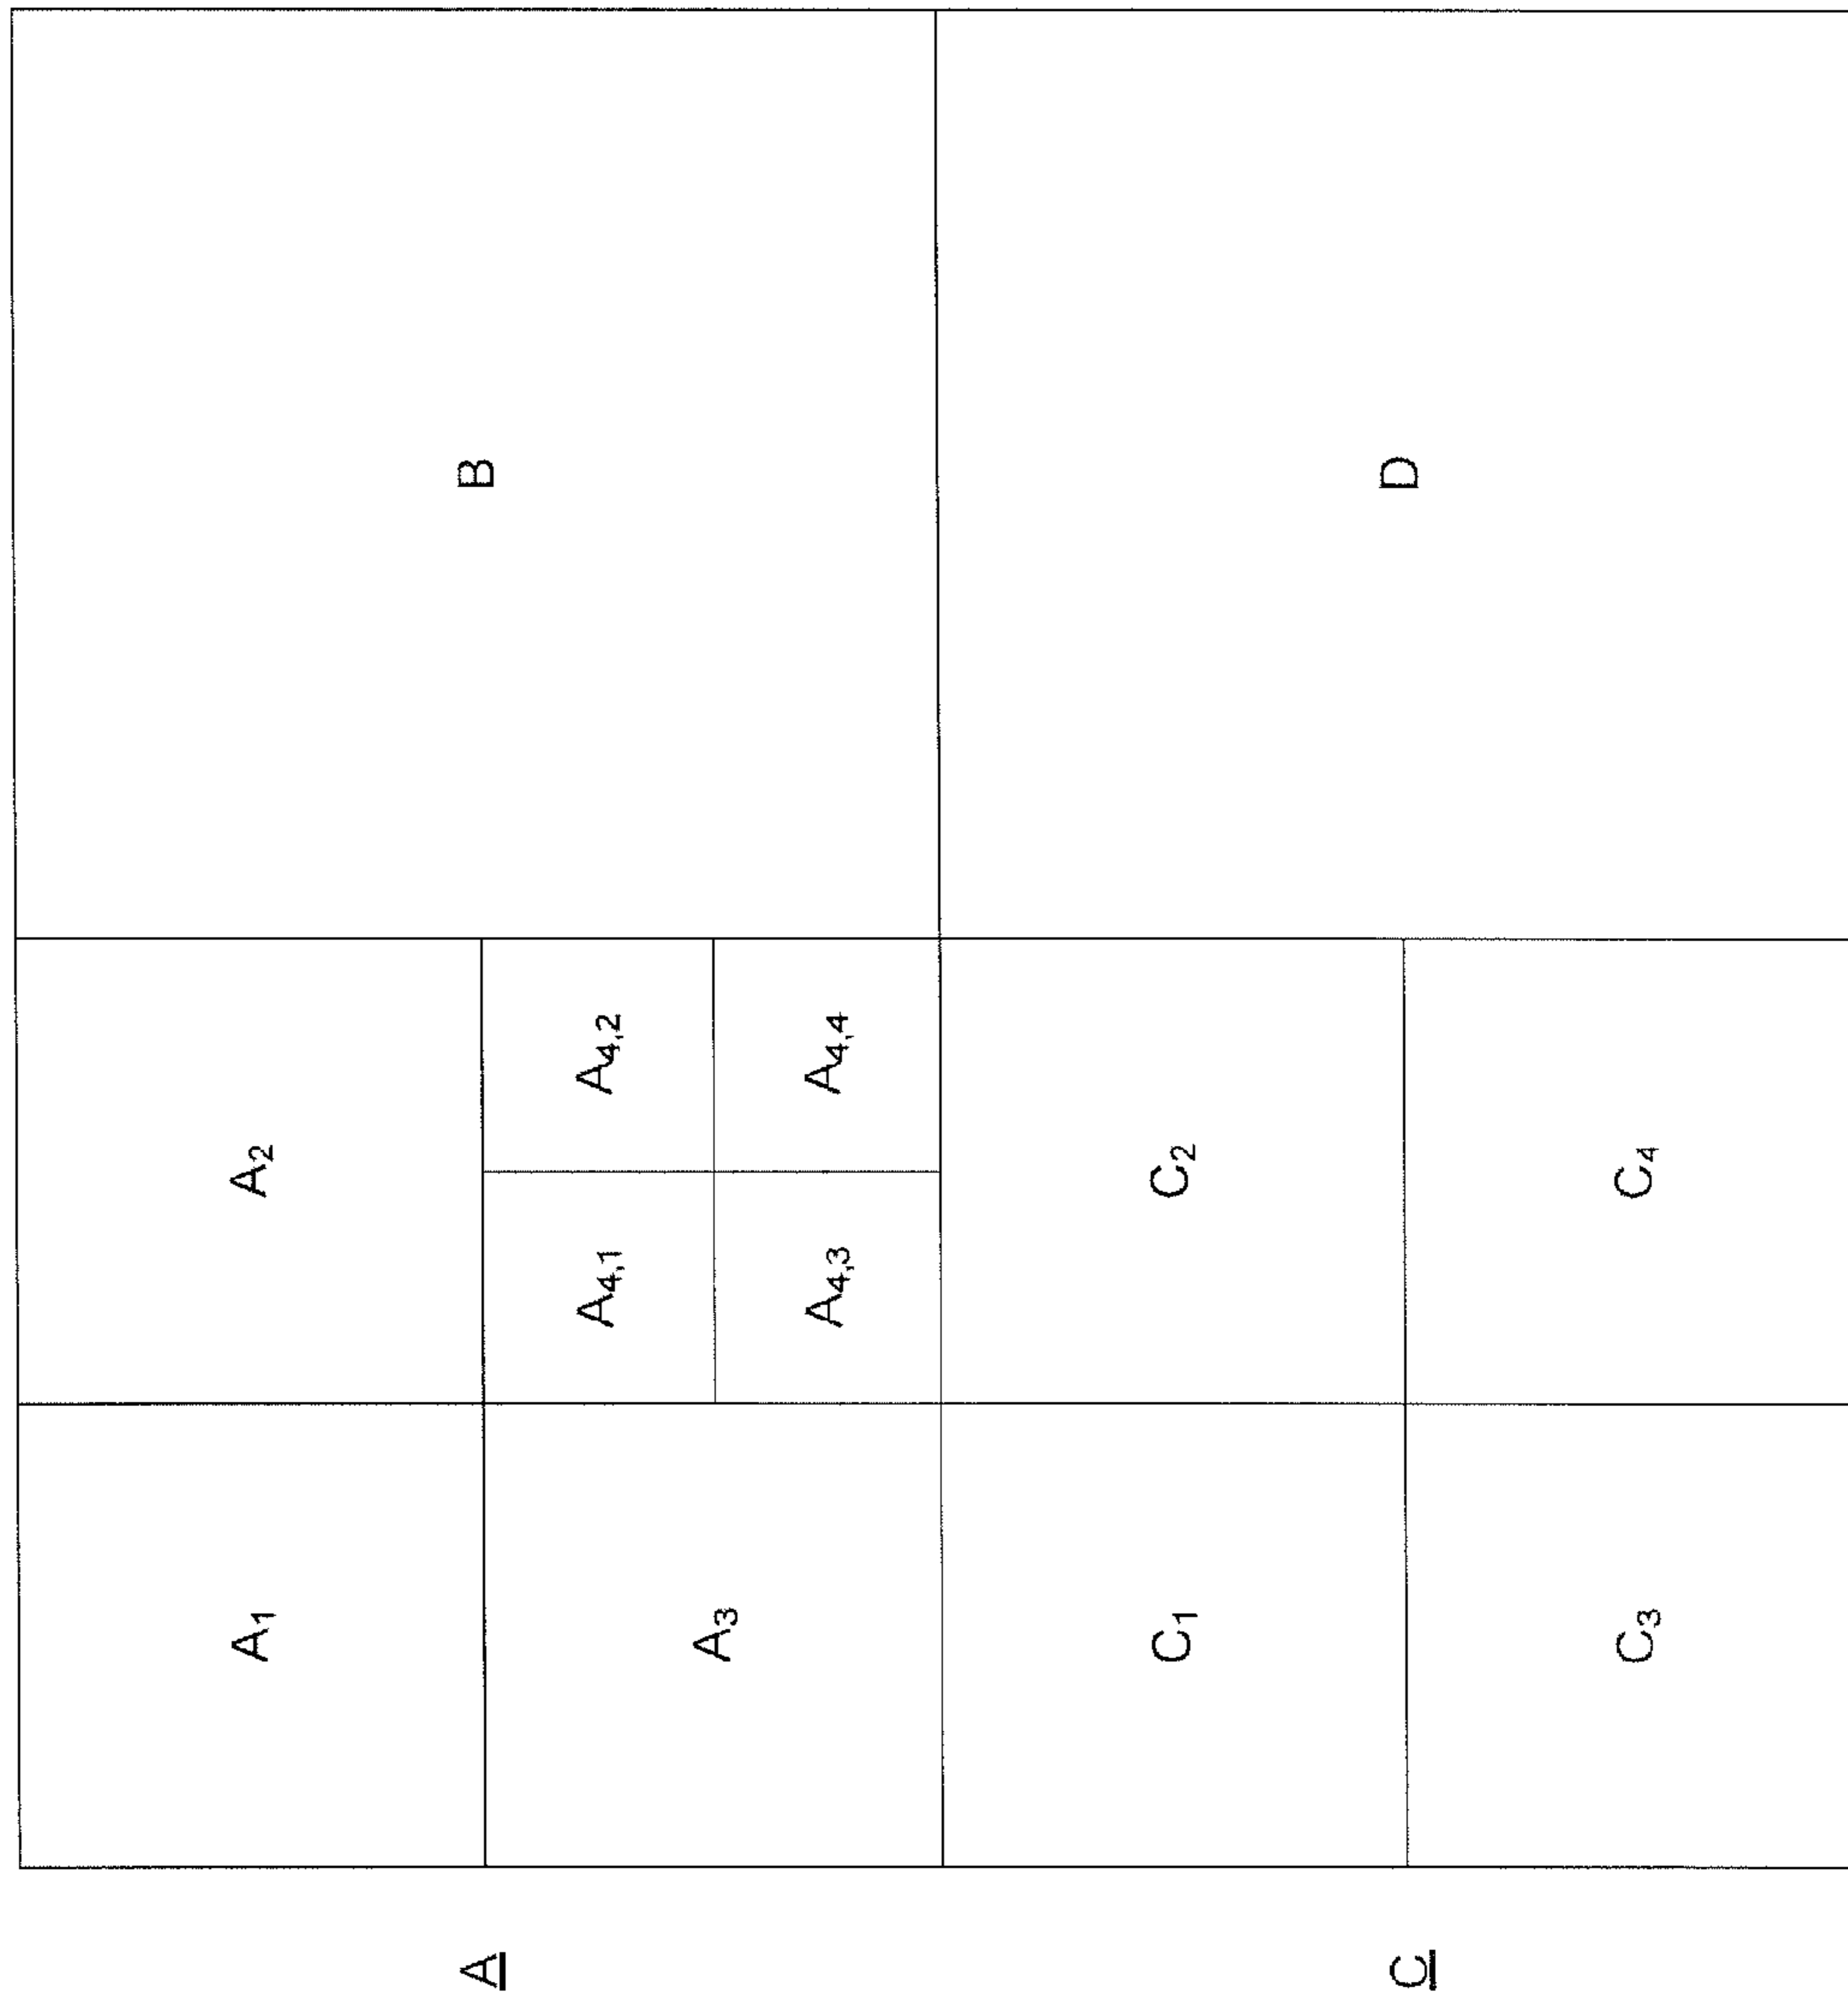 A₁ A₂
A B
A₄,₁ A₄,₂
A₃
A₄,₃ A₄,₄
C₁ C₂
C D
C₃ C₄